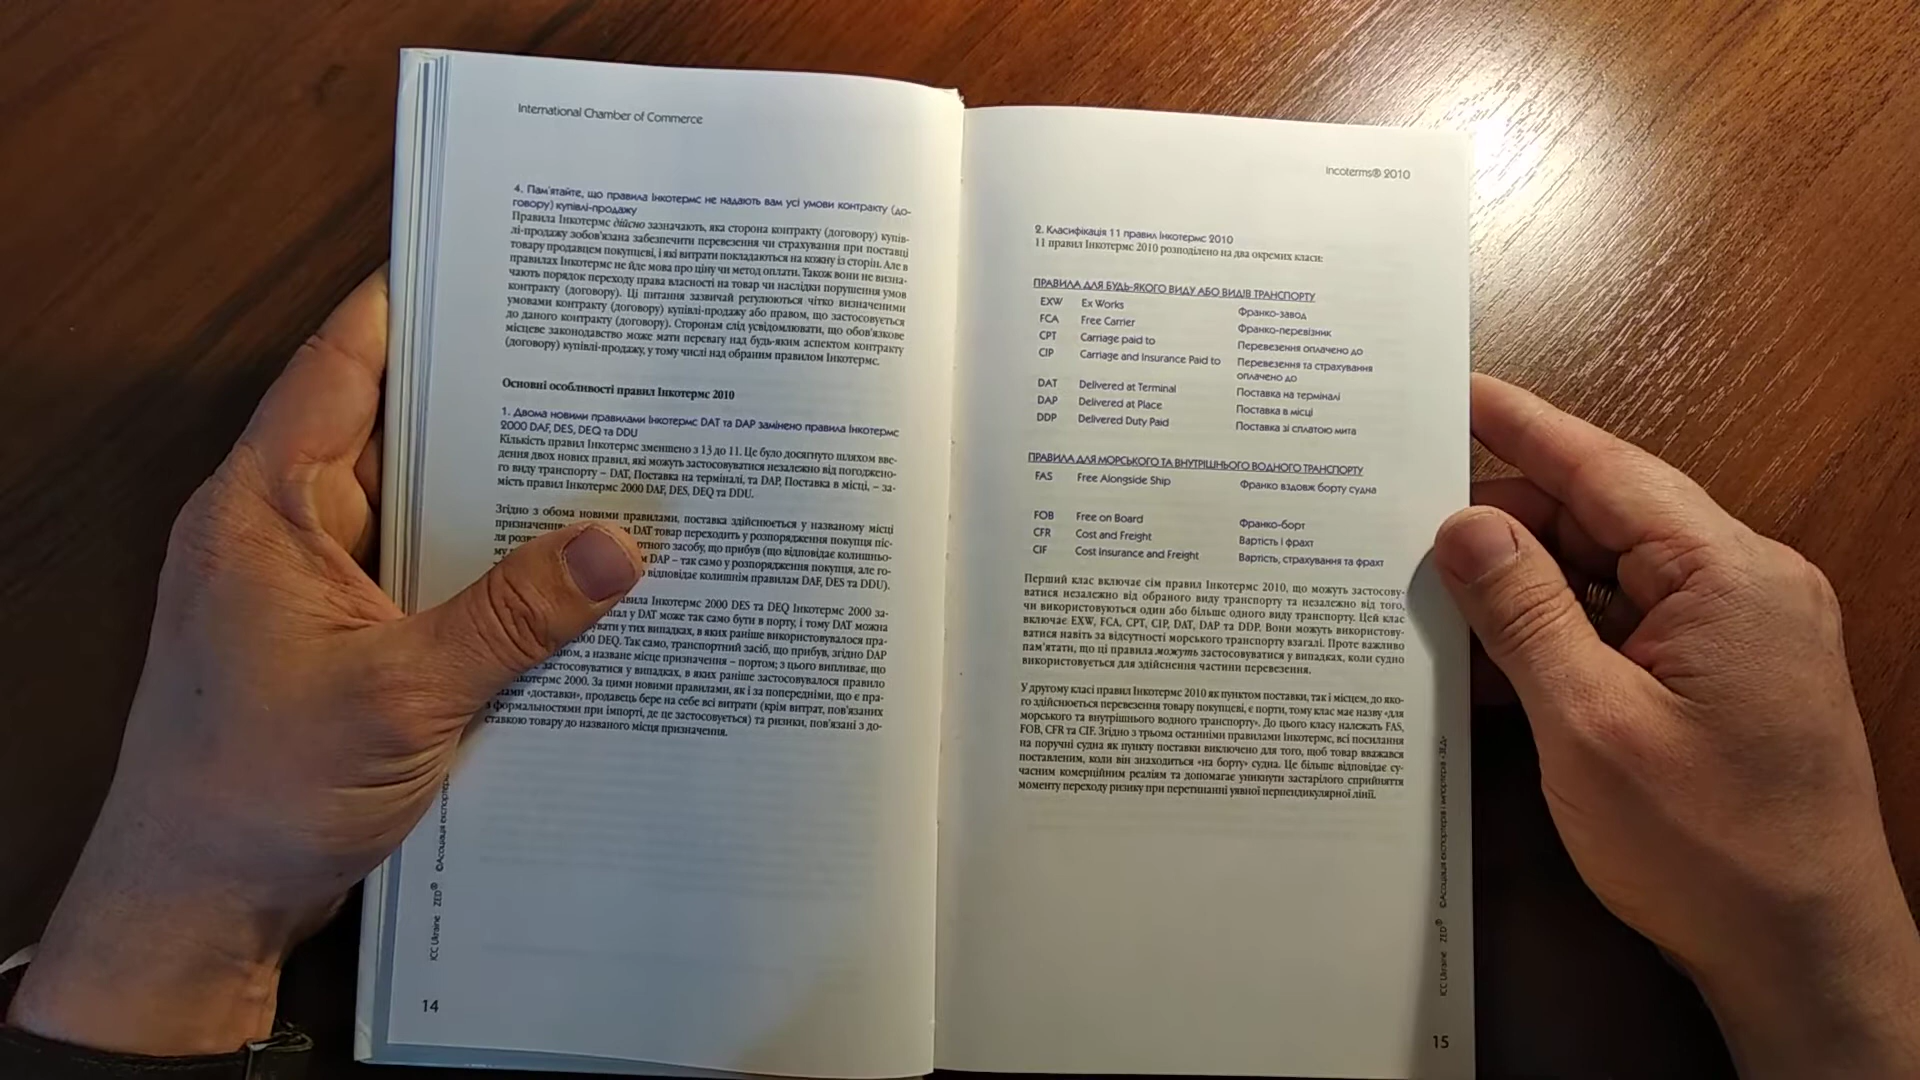 International Chamber of Commerce
4. Пам'ятайте, що правила Інкотермс не надають вам усі умови контракту (до-
говору) купівлі-продажу
Правила Інкотермс дійсно зазначають, яка сторона контракту (договору) купів-
лі-продажу зобов'язана забезпечити перевезення чи страхування при поставці
товару продавцем покупцеві, і які витрати покладаються на кожну із сторін. Але в
правилах Інкотермс не йде мова про ціну чи метод оплати. Також вони не визна-
чають порядок переходу права власності на товар чи наслідки порушення умов
контракту (договору). Ці питання зазвичай регулюються чітко визначеними
умовами контракту (договору) купівлі-продажу або правом, що застосовується
до даного контракту (договору). Сторонам слід усвідомлювати, що обов'язкове
місцеве законодавство може мати перевагу над будь-яким аспектом контракту
(договору) купівлі-продажу, у тому числі над обраним правилом Інкотермс.
Основні особливості правил Інкотермс 2010
1. Двома новими правилами Інкотермс DAT та DAP замінено правила Інкотермс
2000 DAF, DES, DEQ та DDU
Кількість правил Інкотермс зменшено з 13 до 11. Це було досягнуто шляхом вве-
дення двох нових правил, які можуть застосовуватися незалежно від погоджено-
го виду транспорту – DAT, Поставка на терміналі, та DAP, Поставка в місці, – за-
мість правил Інкотермс 2000 DAF, DES, DEQ та DDU.
Згідно з обома новими правилами, поставка здійснюється у названому місці
DAT товар переходить у розпорядження покупця піс-
ля засобу, що прибув (що відповідає колишньо-
му DAP – так само у розпорядження покупця, але го-
відповідає колишнім правилам DAF, DES та DDU).
Інкотермс 2000 DES та DEQ Інкотермс 2000 за-
у DAT може так само бути в порту, і тому DAT можна
у тих випадках, в яких раніше використовувалося пра-
DEQ. Так само, транспортний засіб, що прибув, згідно DAP
а назване місце призначення – портом; з цього випливає, що
застосовуватися у випадках, в яких раніше застосовувалося правило
2000. За цими новими правилами, як і за попередніми, що є пра-
«доставки», продавець бере на себе всі витрати (крім витрат, пов'язаних
з формальностями при імпорті, де це застосовується) та ризики, пов'язані з до-
ставкою товару до названого місця призначення.
ICC Ukraine ZED® ©Асоціація
14
Incoterms® 2010
2. Класифікація 11 правил Інкотермс 2010
11 правил Інкотермс 2010 розподілено на два окремих класи:
ПРАВИЛА ДЛЯ БУДЬ-ЯКОГО ВИДУ АБО ВИДІВ ТРАНСПОРТУ
EXW Ex Works Франко-завод
FCA Free Carrier Франко-перевізник
CPT Carriage paid to Перевезення оплачено до
CIP Carriage and Insurance Paid to Перевезення та страхування
оплачено до
DAT Delivered at Terminal Поставка на терміналі
DAP Delivered at Place Поставка в місці
DDP Delivered Duty Paid Поставка зі сплатою мита
ПРАВИЛА ДЛЯ МОРСЬКОГО ТА ВНУТРІШНЬОГО ВОДНОГО ТРАНСПОРТУ
FAS Free Alongside Ship Франко вздовж борту судна
FOB Free on Board Франко-борт
CFR Cost and Freight Вартість і фрахт
CIF Cost Insurance and Freight Вартість, страхування та фрахт
Перший клас включає сім правил Інкотермс 2010, що можуть застосову-
ватися незалежно від обраного виду транспорту та незалежно від того,
чи використовуються один або більше одного виду транспорту. Цей клас
включає EXW, FCA, CPT, CIP, DAT, DAP та DDP. Вони можуть використову-
ватися навіть за відсутності морського транспорту взагалі. Проте важливо
пам'ятати, що ці правила можуть застосовуватися у випадках, коли судно
використовується для здійснення частини перевезення.
У другому класі правил Інкотермс 2010 як пунктом поставки, так і місцем, до яко-
го здійснюється перевезення товару покупцеві, є порти, тому клас має назву «для
морського та внутрішнього водного транспорту». До цього класу належать FAS,
FOB, CFR та CIF. Згідно з трьома останніми правилами Інкотермс, всі посилання
на поручні судна як пункту поставки виключено для того, щоб товар вважався
поставленим, коли він знаходиться «на борту» судна. Це більше відповідає су-
часним комерційним реаліям та допомагає уникнути застарілого сприйняття
моменту переходу ризику при перетинанні уявної перпендикулярної лінії.
ICC Ukraine ZED® ©Асоціація експортерів і імпортерів «ЗЕД»
15